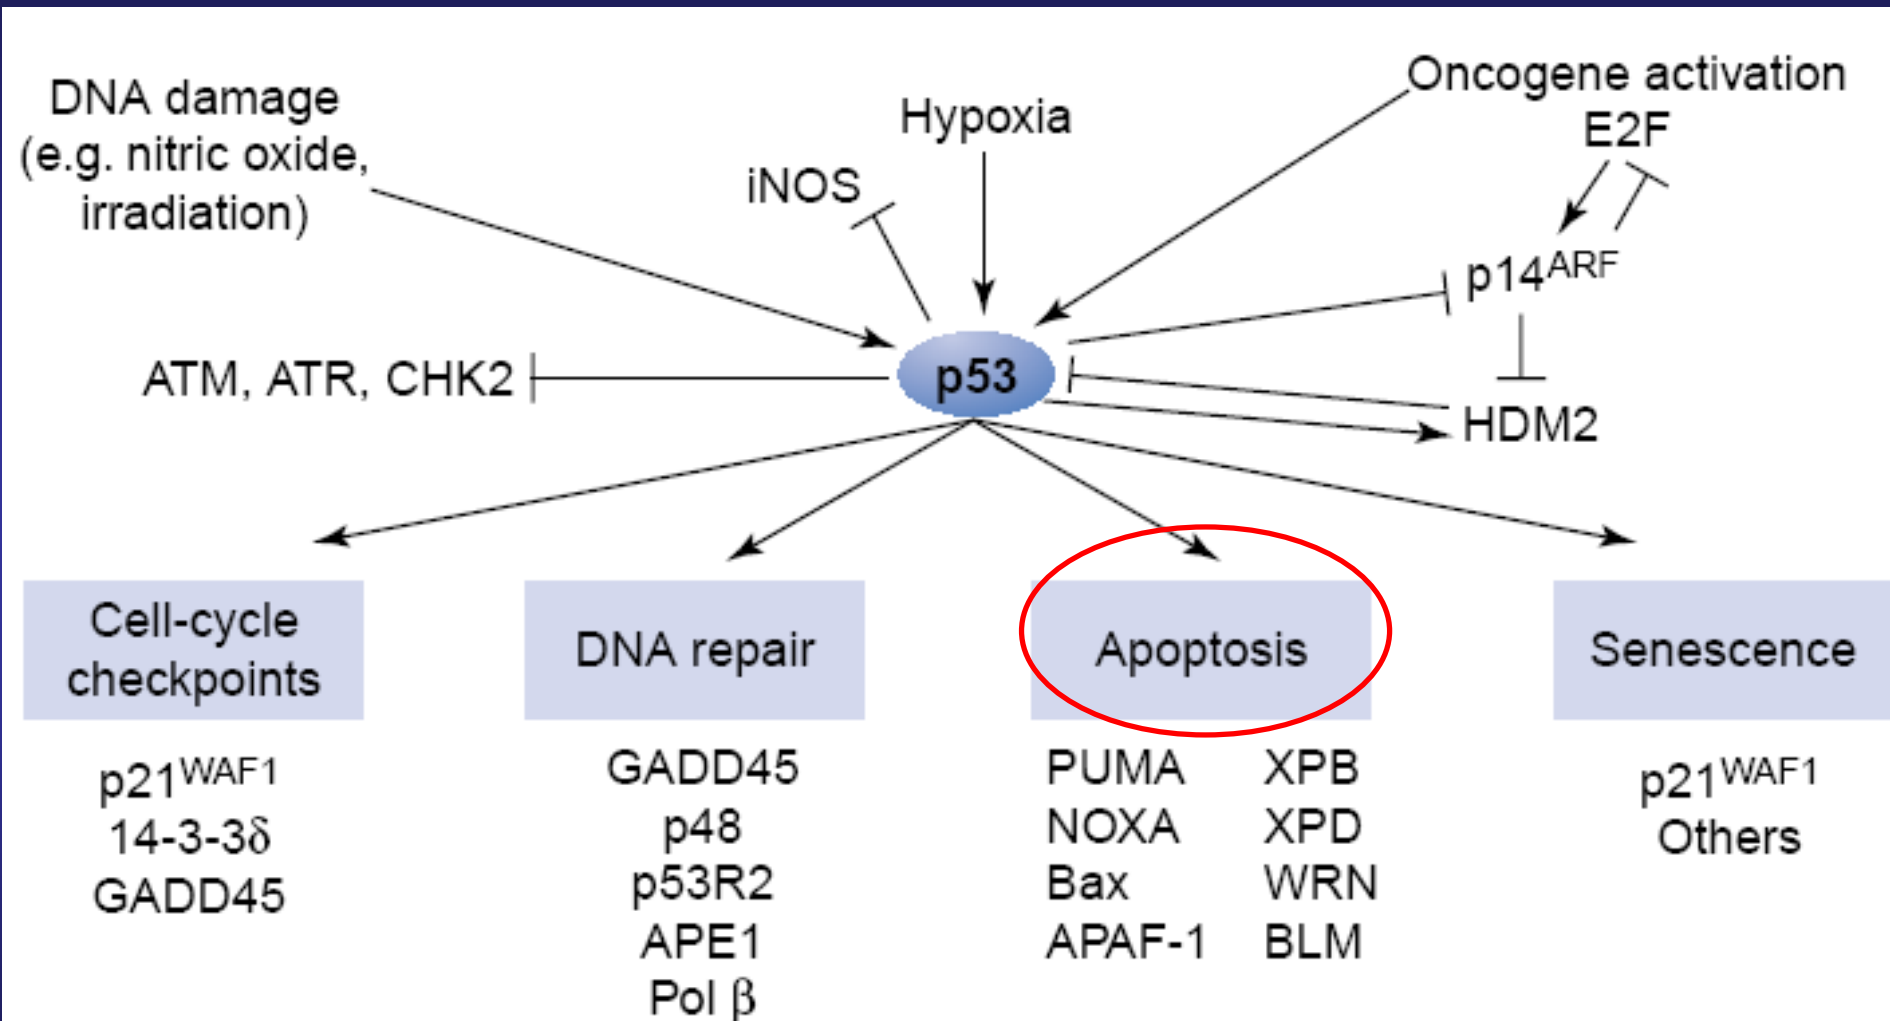 DNA damage
(e.g. nitric oxide,
irradiation)
Hypoxia
iNOS
Oncogene activation
E2F
p14ARF
ATM, ATR, CHK2
p53
HDM2
Cell-cycle
checkpoints
p21WAF1
14-3-3δ
GADD45
DNA repair
GADD45
p48
p53R2
APE1
Pol β
Apoptosis
PUMA XPB
NOXA XPD
Bax WRN
APAF-1 BLM
Senescence
p21WAF1
Others